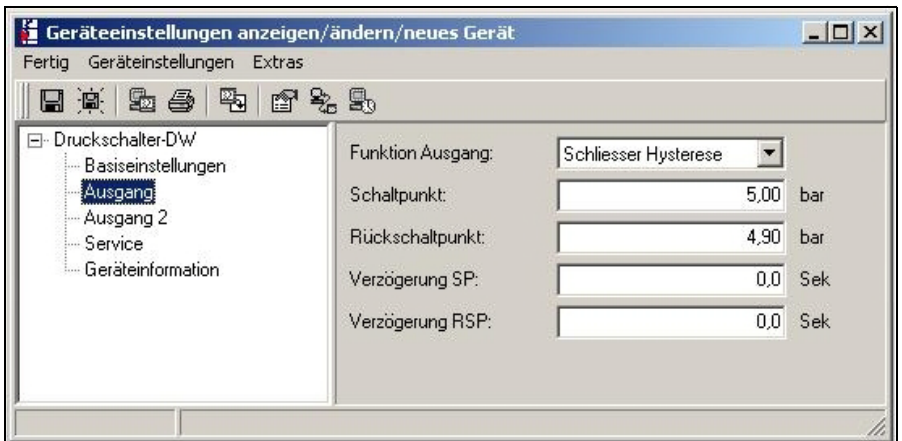 Geräteeinstellungen anzeigen/ändern/neues Gerät
Fertig Geräteinstellungen Extras
Druckschalter-DW
Basiseinstellungen
Ausgang
Ausgang 2
Service
Geräteinformation
Funktion Ausgang: Schliesser Hysterese
Schaltpunkt: 5,00 bar
Rückschaltpunkt: 4,90 bar
Verzögerung SP: 0,0 Sek
Verzögerung RSP: 0,0 Sek